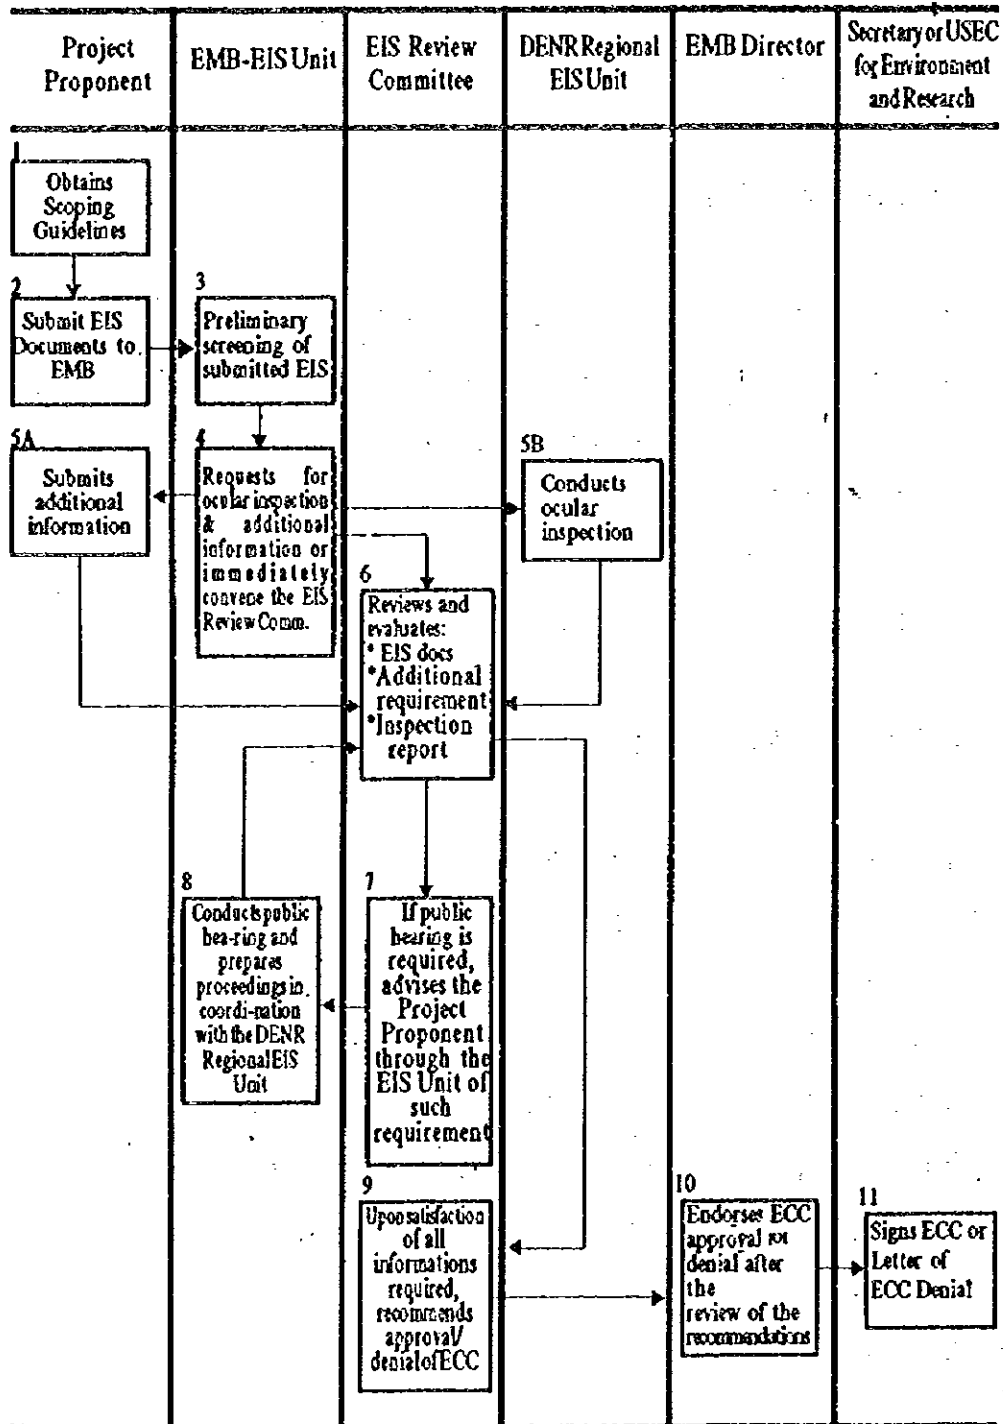 Project
Proponent
EMB-EIS Unit
EIS Review
Committee
DENR Regional
EIS Unit
EMB Director
Secretary or USEC
for Environment
and Research
Obtains
Scoping
Guidelines
2
Submit EIS
Documents to
EMB
3
Preliminary
screening of
submitted EIS
5A
Submits
additional
information
4
Requests for
ocular inspection
& additional
information or
immediately
convene the EIS
Review Comm.
5B
Conducts
ocular
inspection
6
Reviews and
evaluates:
* EIS docs
*Additional
requirement
*Inspection
report
8
Conducts public
hea-ring and
prepares
proceedings in
coordi-nation
with the DENR
Regional EIS
Unit
7
If public
hearing is
required,
advises the
Project
Proponent
through the
EIS Unit of
such
requirement
9
Upon satisfaction
of all
informations
required,
recommends
approval/
denial of ECC
10
Endorses ECC
approval or
denial after
the
review of the
recommendations
11
Signs ECC or
Letter of
ECC Denial